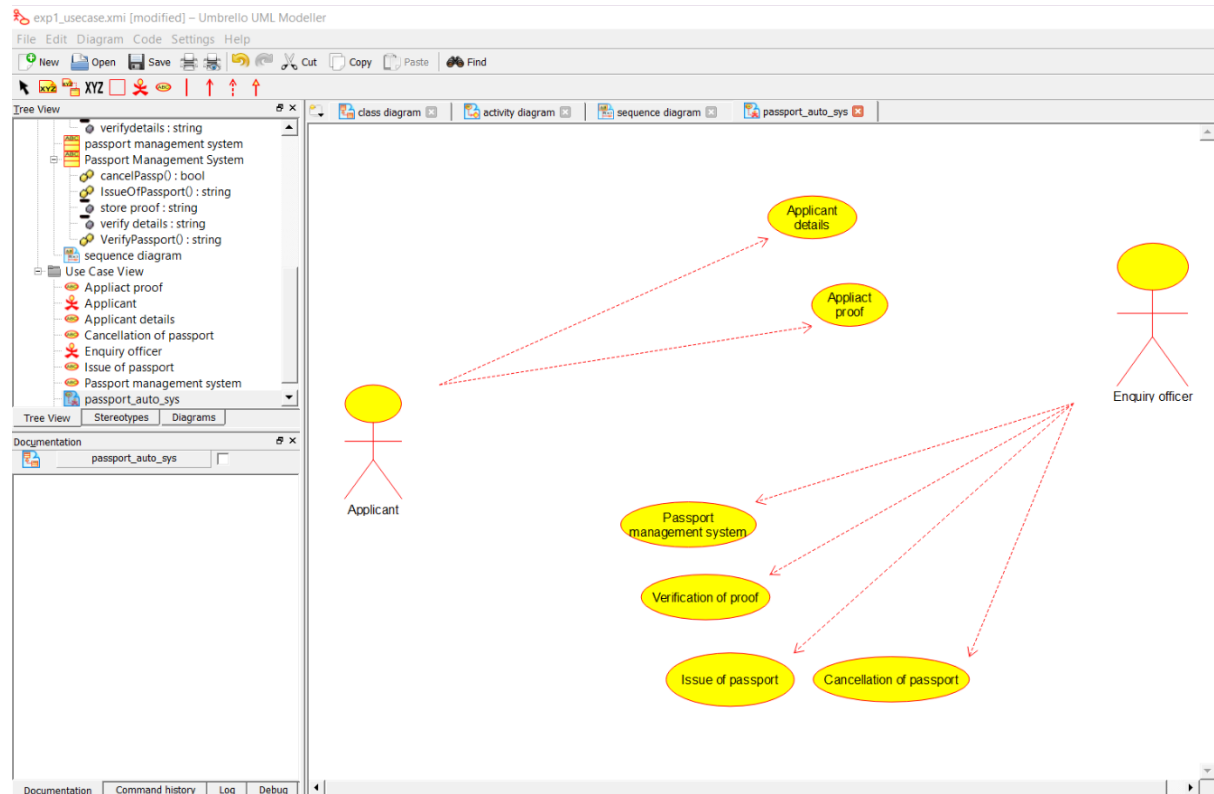 exp1_usecase.xmi [modified] – Umbrello UML Modeller
File Edit Diagram Code Settings Help
New Open Save Cut Copy Paste Find
XYZ XYZ
Tree View
class diagram activity diagram sequence diagram passport_auto_sys
verifydetails : string
passport management system
Passport Management System
cancelPassp() : bool
IssueOfPassport() : string
store proof : string
verify details : string
VerifyPassport() : string
sequence diagram
Use Case View
Appliact proof
Applicant
Applicant details
Cancellation of passport
Enquiry officer
Issue of passport
Passport management system
passport_auto_sys
Tree View Stereotypes Diagrams
Documentation
passport_auto_sys
Documentation Command history Log Debug
Applicant
details
Appliact
proof
Enquiry officer
Applicant
Passport
management system
Verification of proof
Issue of passport
Cancellation of passport